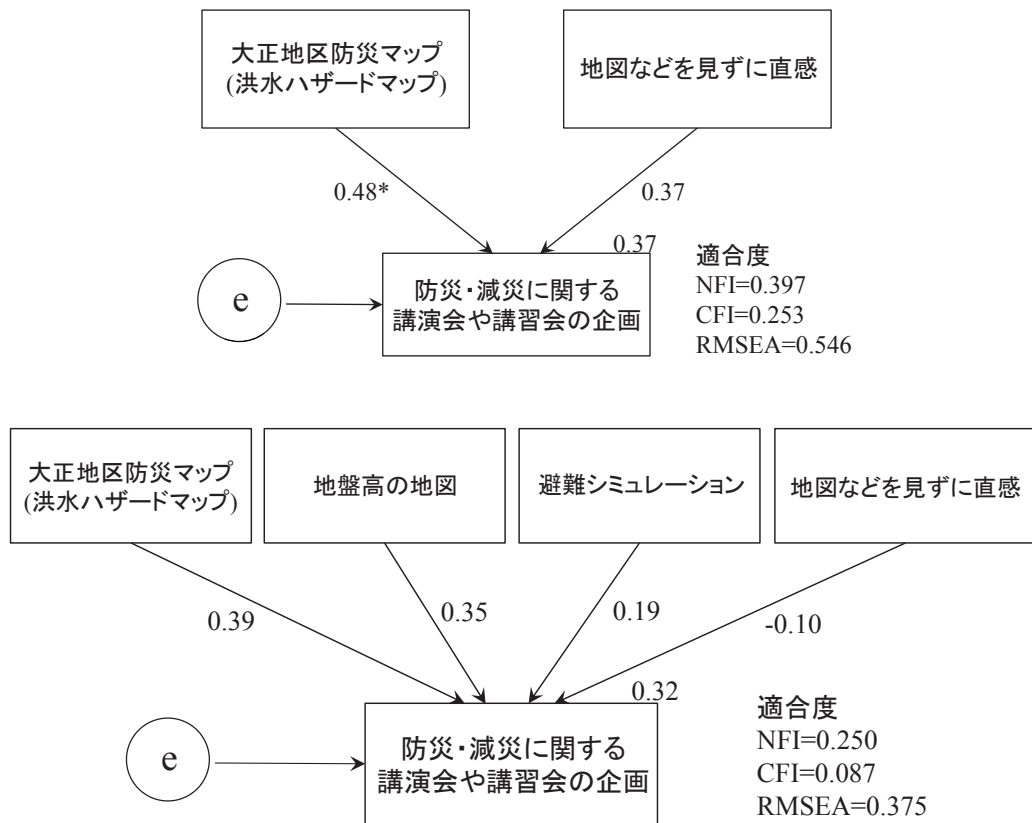 大正地区防災マップ
(洪水ハザードマップ)
地図などを見ずに直感
0.48*
0.37
0.37
e
防災・減災に関する
講演会や講習会の企画
適合度
NFI=0.397
CFI=0.253
RMSEA=0.546
大正地区防災マップ
(洪水ハザードマップ)
地盤高の地図
避難シミュレーション
地図などを見ずに直感
0.39
0.35
0.19
-0.10
0.32
e
防災・減災に関する
講演会や講習会の企画
適合度
NFI=0.250
CFI=0.087
RMSEA=0.375